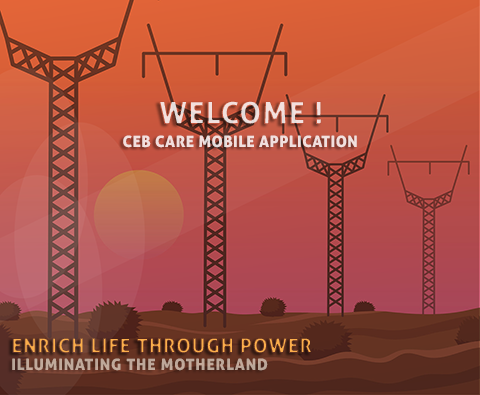 WELCOME !
CEB CARE MOBILE APPLICATION
ENRICH LIFE THROUGH POWER
ILLUMINATING THE MOTHERLAND